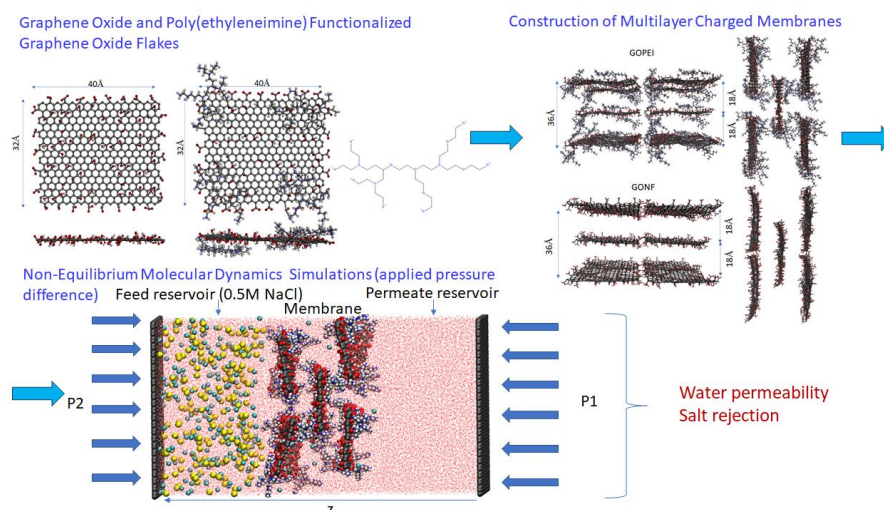 Graphene Oxide and Poly(ethyleneimine) Functionalized
Graphene Oxide Flakes
Construction of Multilayer Charged Membranes
40Å
40Å
32Å
32Å
GOPEI
36Å
18Å
18Å
18Å
18Å
GONF
36Å
18Å
18Å
Non-Equilibrium Molecular Dynamics Simulations (applied pressure
difference)
Feed reservoir (0.5M NaCl)
Membrane
Permeate reservoir
P2
P1
Water permeability
Salt rejection
z